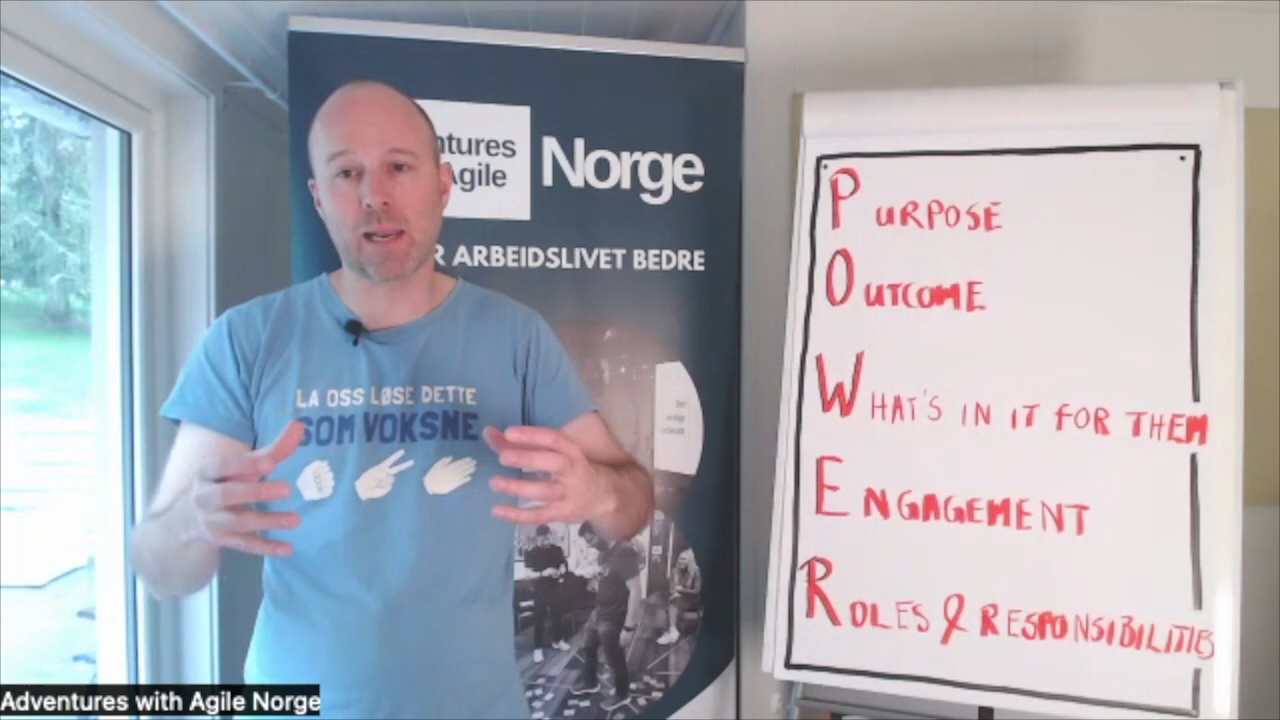 ntures
Agile
Norge
R ARBEIDSLIVET BEDRE
LA OSS LØSE DETTE
SOM VOKSNE
PURPOSE
OUTCOME
WHAT'S IN IT FOR THEM
ENGAGEMENT
ROLES & RESPONSIBILITIES
Adventures with Agile Norge